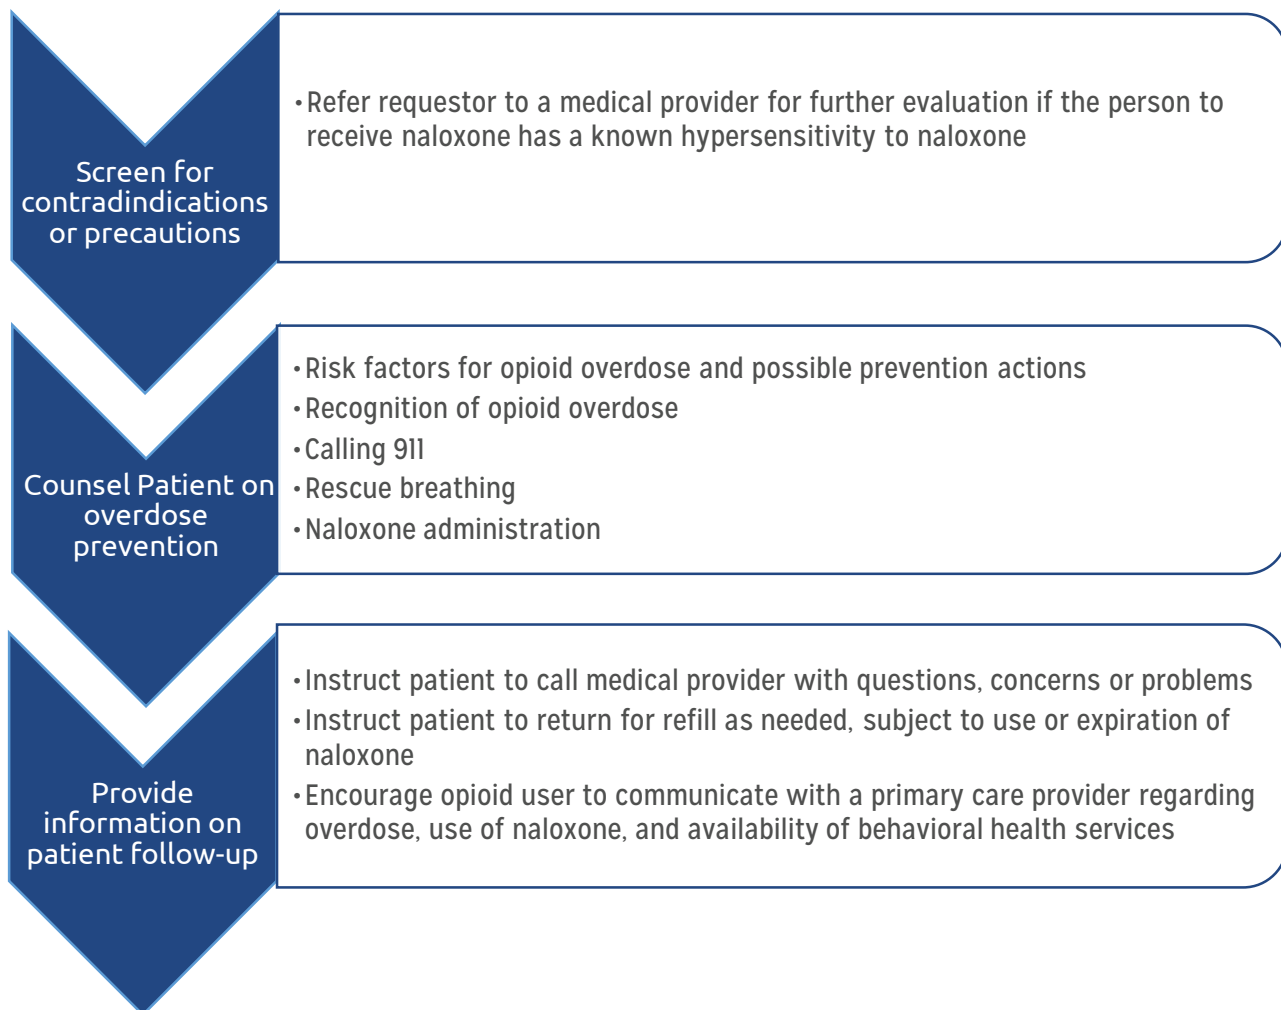 Screen for
contradindications
or precautions
• Refer requestor to a medical provider for further evaluation if the person to
receive naloxone has a known hypersensitivity to naloxone
Counsel Patient on
overdose
prevention
• Risk factors for opioid overdose and possible prevention actions
• Recognition of opioid overdose
• Calling 911
• Rescue breathing
• Naloxone administration
Provide
information on
patient follow-up
• Instruct patient to call medical provider with questions, concerns or problems
• Instruct patient to return for refill as needed, subject to use or expiration of
naloxone
• Encourage opioid user to communicate with a primary care provider regarding
overdose, use of naloxone, and availability of behavioral health services